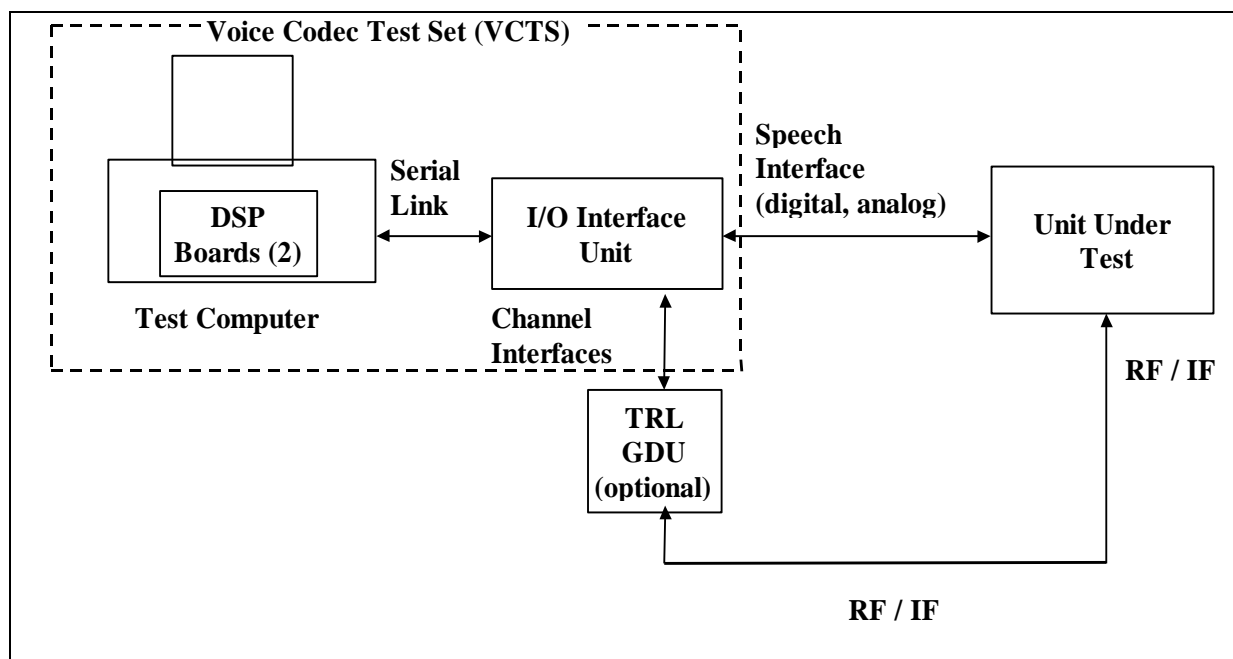 Voice Codec Test Set (VCTS)
Speech
Interface
(digital, analog)
Serial
Link
DSP
Boards (2)
I/O Interface
Unit
Unit Under
Test
Test Computer
Channel
Interfaces
RF / IF
TRL
GDU
(optional)
RF / IF